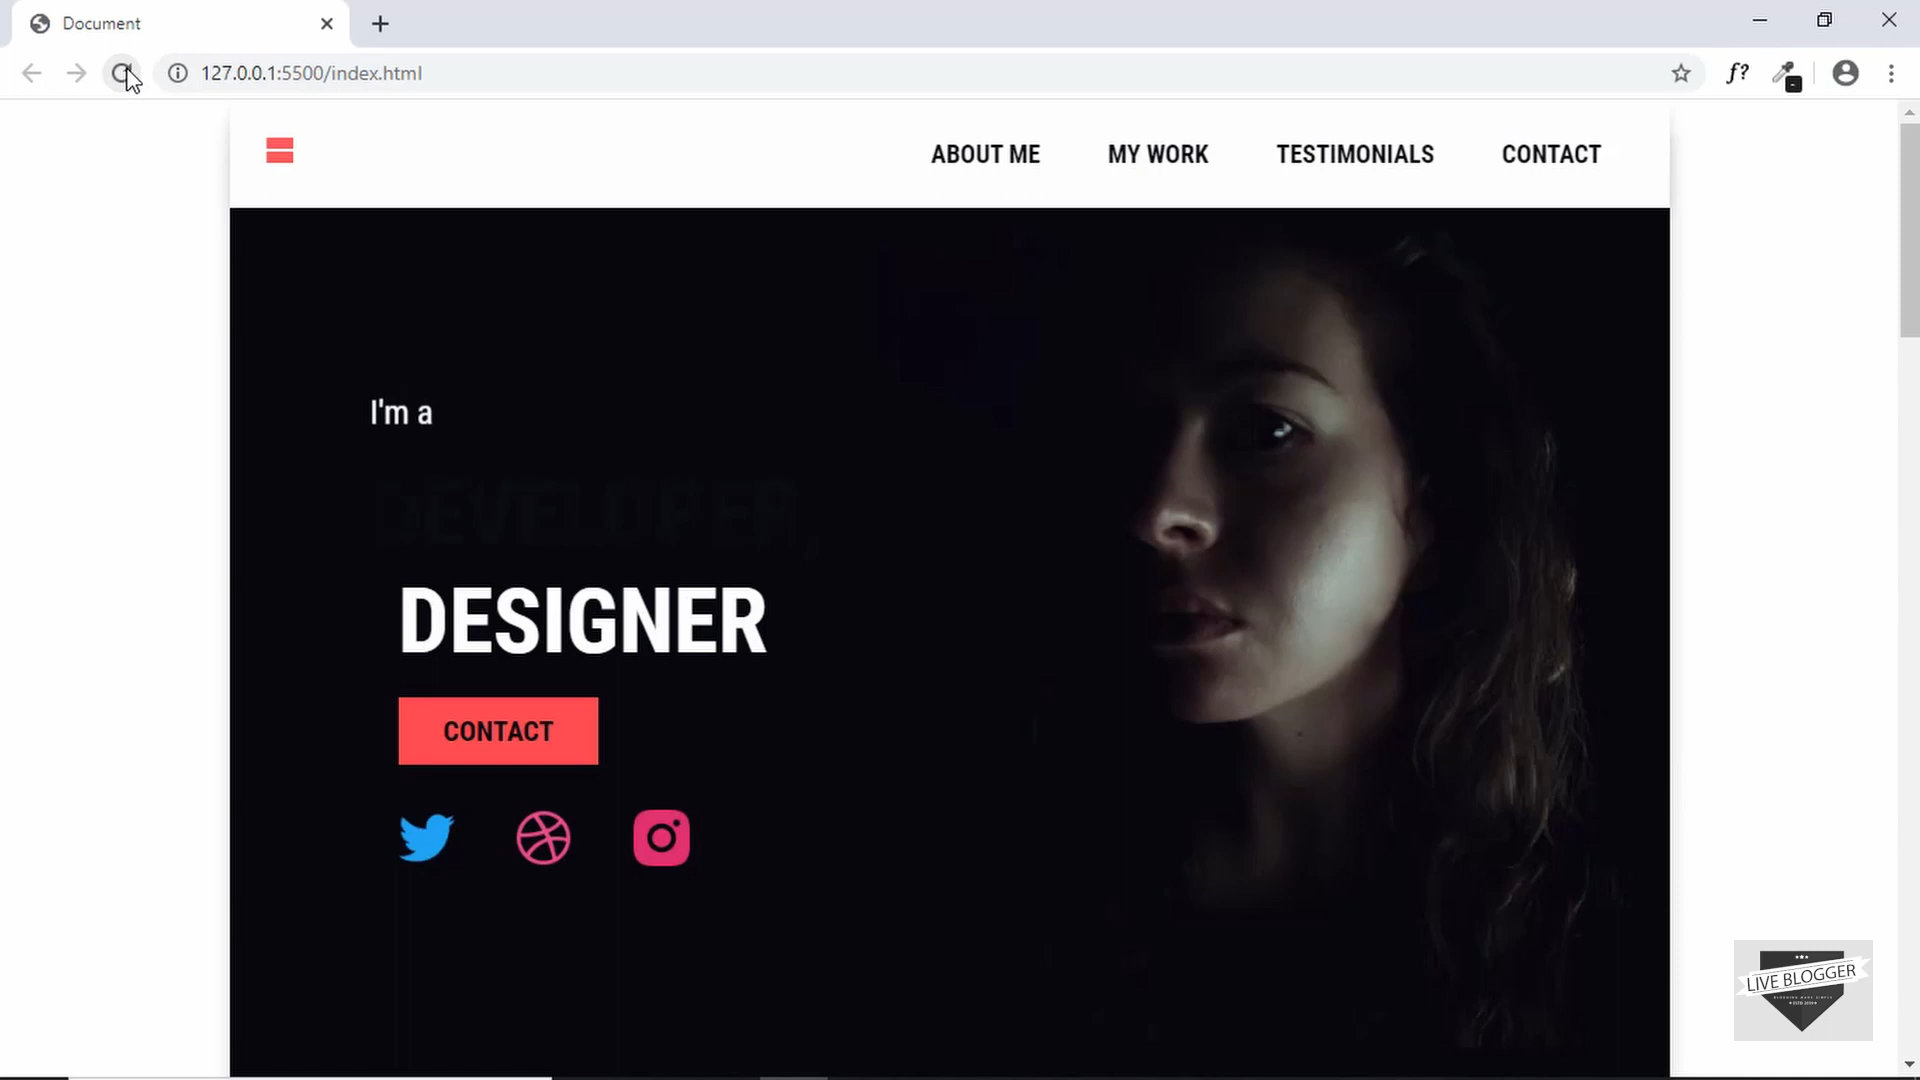 Document
127.0.0.1:5500/index.html
f?
ABOUT ME
MY WORK
TESTIMONIALS
CONTACT
I'm a
DEVELOPER,
DESIGNER
CONTACT
LIVE BLOGGER